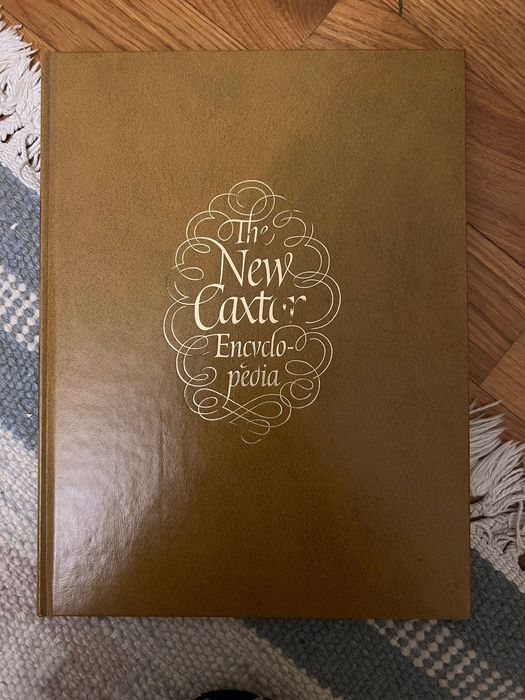 The
New
Caxton
Encyclo-
pedia